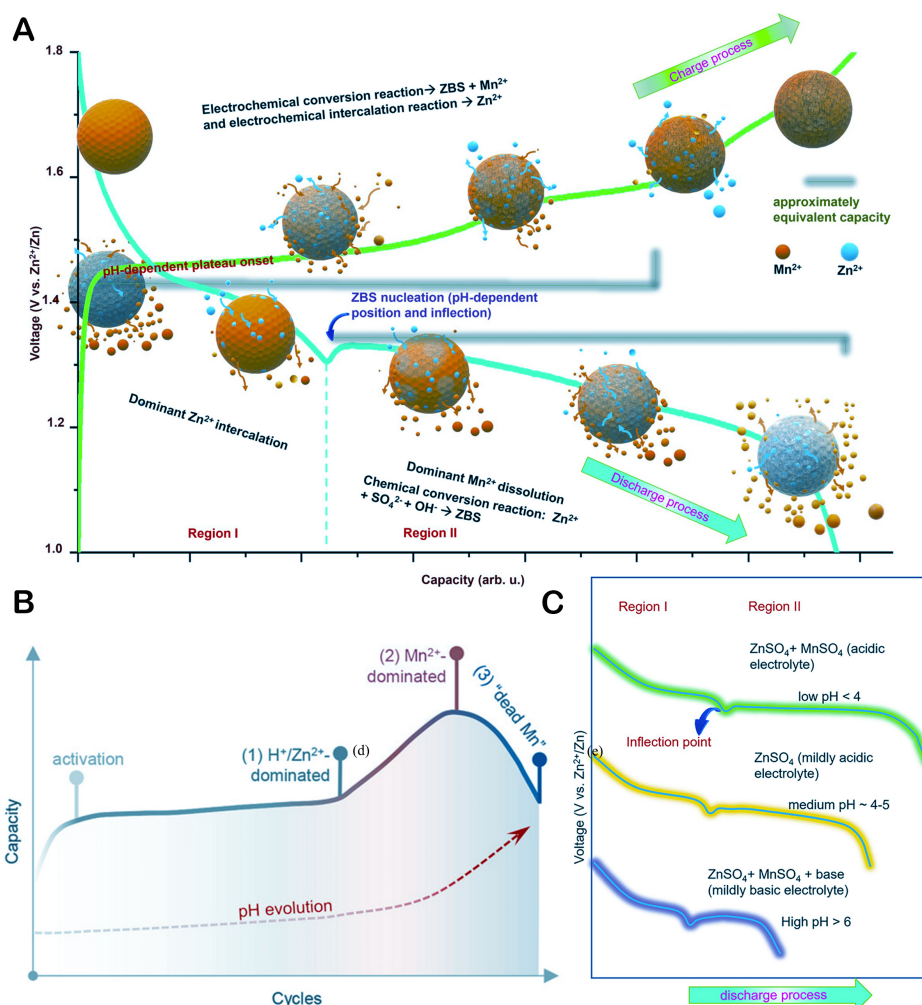 A
1.8
1.6
1.4
1.2
1.0
Voltage (V vs. Zn²⁺/Zn)
Electrochemical conversion reaction→ ZBS + Mn²⁺
and electrochemical intercalation reaction → Zn²⁺
Charge process
approximately
equivalent capacity
Mn²⁺
Zn²⁺
pH-dependent plateau onset
ZBS nucleation (pH-dependent
position and inflection)
Dominant Zn²⁺ intercalation
Dominant Mn²⁺ dissolution
Chemical conversion reaction: Zn²⁺
+ SO₄²⁻ + OH⁻ → ZBS
Discharge process
Region I
Region II
Capacity (arb. u.)
B
Capacity
activation
(1) H⁺/Zn²⁺-
dominated
(d)
(2) Mn²⁺-
dominated
(3) "dead Mn"
pH evolution
Cycles
C
Region I
Region II
ZnSO₄+ MnSO₄ (acidic
electrolyte)
low pH < 4
Inflection point
(e)
Voltage (V vs. Zn²⁺/Zn)
ZnSO₄ (mildly acidic
electrolyte)
medium pH ~ 4-5
ZnSO₄+ MnSO₄ + base
(mildly basic electrolyte)
High pH > 6
discharge process